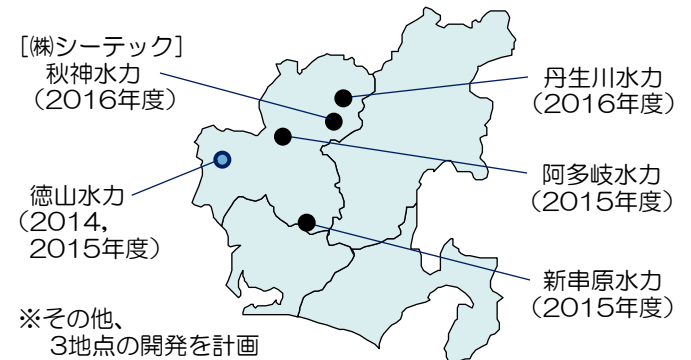 [㈱シーテック]
秋神水力
(2016年度)
丹生川水力
(2016年度)
阿多岐水力
(2015年度)
徳山水力
(2014,
2015年度)
新串原水力
(2015年度)
※その他、
3地点の開発を計画